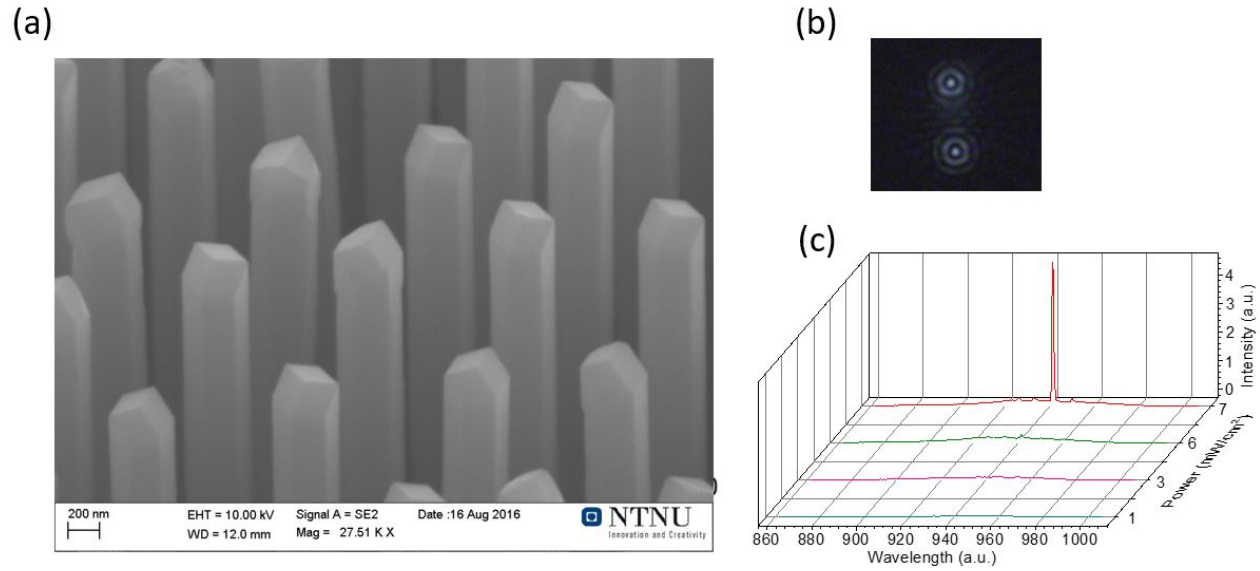 (a)
(b)
(c)
200 nm
EHT = 10.00 kV
WD = 12.0 mm
Signal A = SE2
Mag = 27.51 K X
Date :16 Aug 2016
NTNU
Innovation and Creativity
4
3
2
1
0
Intensity (a.u.)
7
6
3
1
Power (mW/cm²)
860 880 900 920 940 960 980 1000
Wavelength (a.u.)